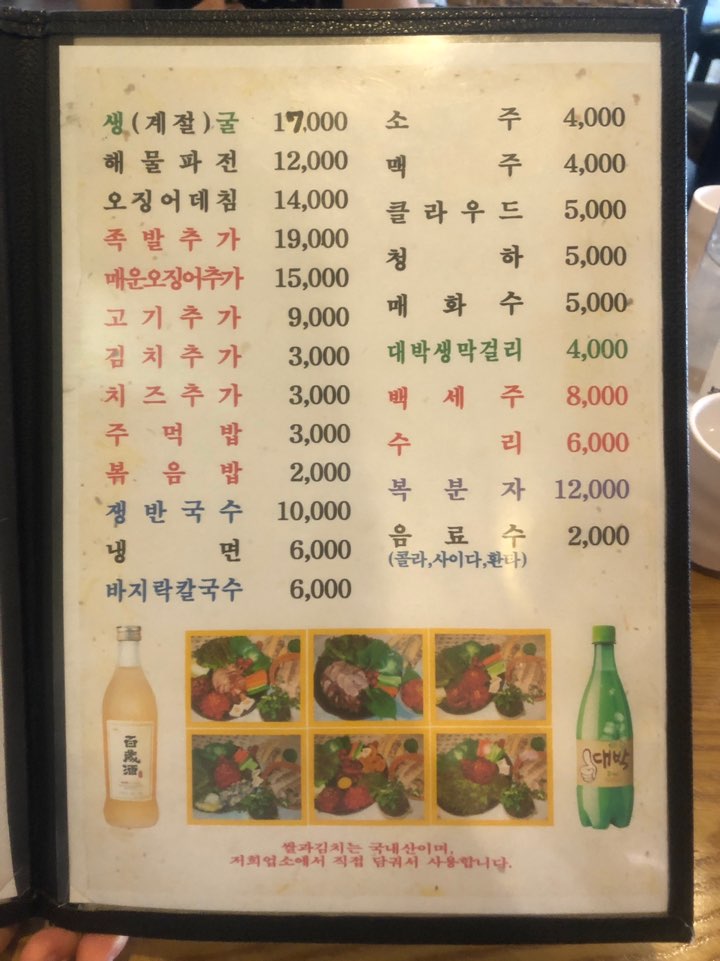 생(계절)굴 17,000
해물파전 12,000
오징어데침 14,000
족발추가 19,000
매운오징어추가 15,000
고기추가 9,000
김치추가 3,000
치즈추가 3,000
주먹밥 3,000
볶음밥 2,000
쟁반국수 10,000
냉면 6,000
바지락칼국수 6,000
소주 4,000
맥주 4,000
클라우드 5,000
청하 5,000
매화수 5,000
대박생막걸리 4,000
백세주 8,000
수리 6,000
복분자 12,000
음료수 2,000
(콜라,사이다,환타)
百歲酒
대박
쌀과김치는 국내산이며,
저희업소에서 직접 담궈서 사용합니다.